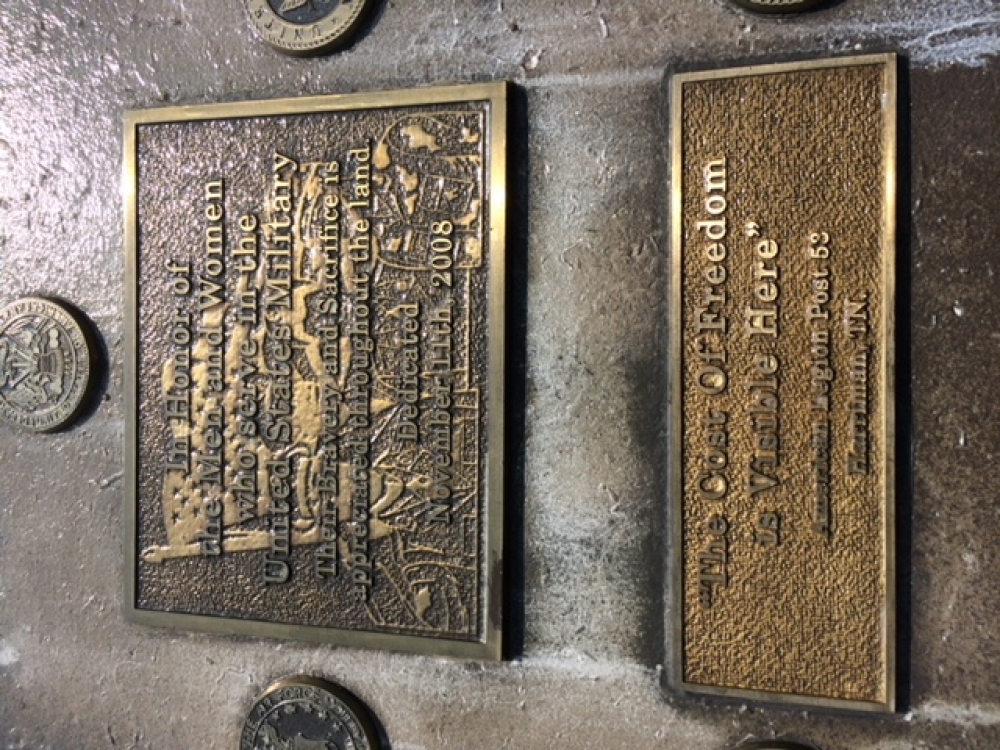 In Honor of
the Men and Women
who serve in the
United States Military
Their Bravery and Sacrifice is
appreciated throughout the land.
Dedicated
November 11th, 2008
"The Cost Of Freedom
is Visible Here"
American Legion Post 53
Harriman, TN.
UNITED